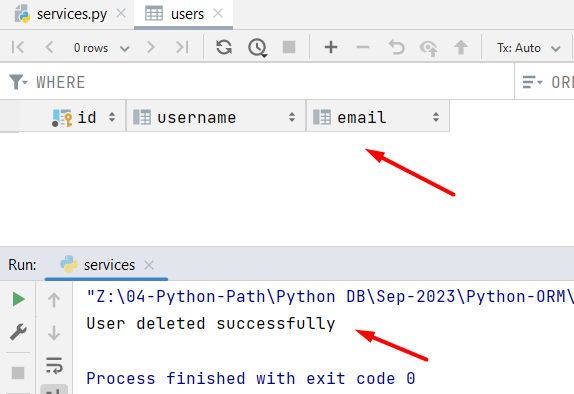 services.py users
0 rows Tx: Auto
WHERE
id username email
Run: services
"Z:\04-Python-Path\Python DB\Sep-2023\Python-ORM\
User deleted successfully
Process finished with exit code 0